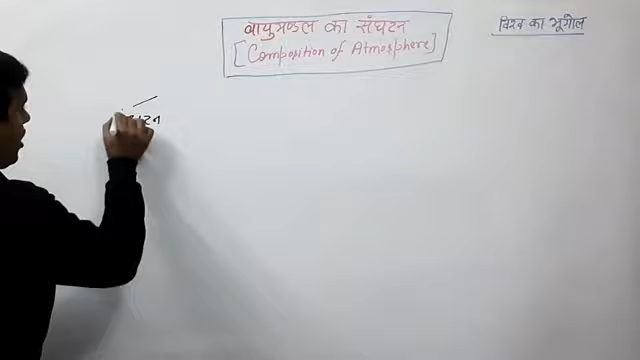 वायुमण्डल का संघटन
[Composition of Atmosphere]
विश्व का भूगोल